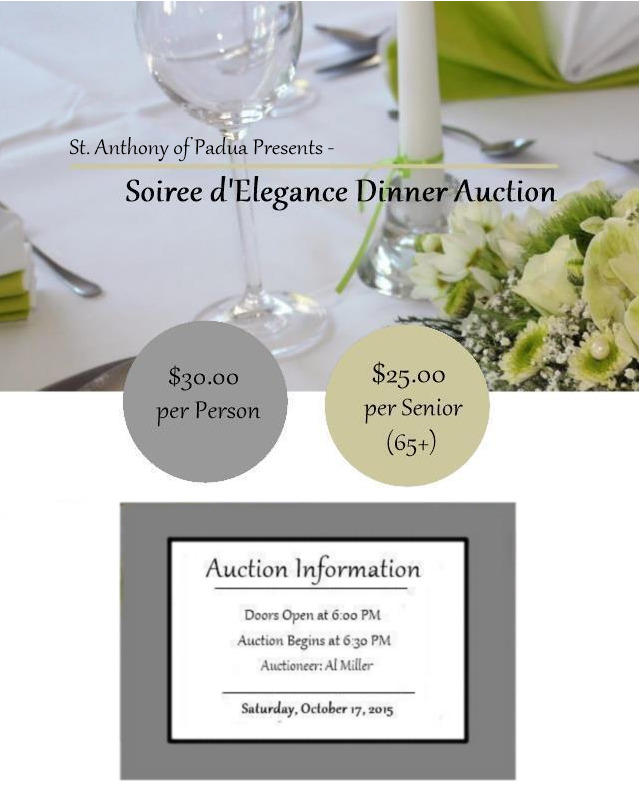 St. Anthony of Padua Presents -
Soiree d'Elegance Dinner Auction
$30.00
per Person
$25.00
per Senior
(65+)
Auction Information
Doors Open at 6:00 PM
Auction Begins at 6:30 PM
Auctioneer: Al Miller
Saturday, October 17, 2015